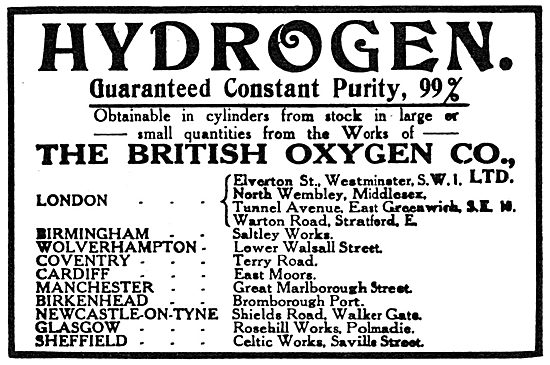 HYDROGEN.
Guaranteed Constant Purity, 99%
Obtainable in cylinders from stock in large or
small quantities from the Works of
THE BRITISH OXYGEN CO., LTD.
LONDON - - - Elverton St., Westminster, S.W. 1.
North Wembley, Middlesex.
Tunnel Avenue, East Greenwich, S.E. 10.
Warton Road, Stratford, E.
BIRMINGHAM - - Saltley Works.
WOLVERHAMPTON - Lower Walsall Street.
COVENTRY - - - Terry Road.
CARDIFF - - - East Moors.
MANCHESTER - - Great Marlborough Street.
BIRKENHEAD - - Bromborough Port.
NEWCASTLE-ON-TYNE Shields Road, Walker Gate.
GLASGOW - - - Rosehill Works, Polmadie.
SHEFFIELD - - - Celtic Works, Saville Street.